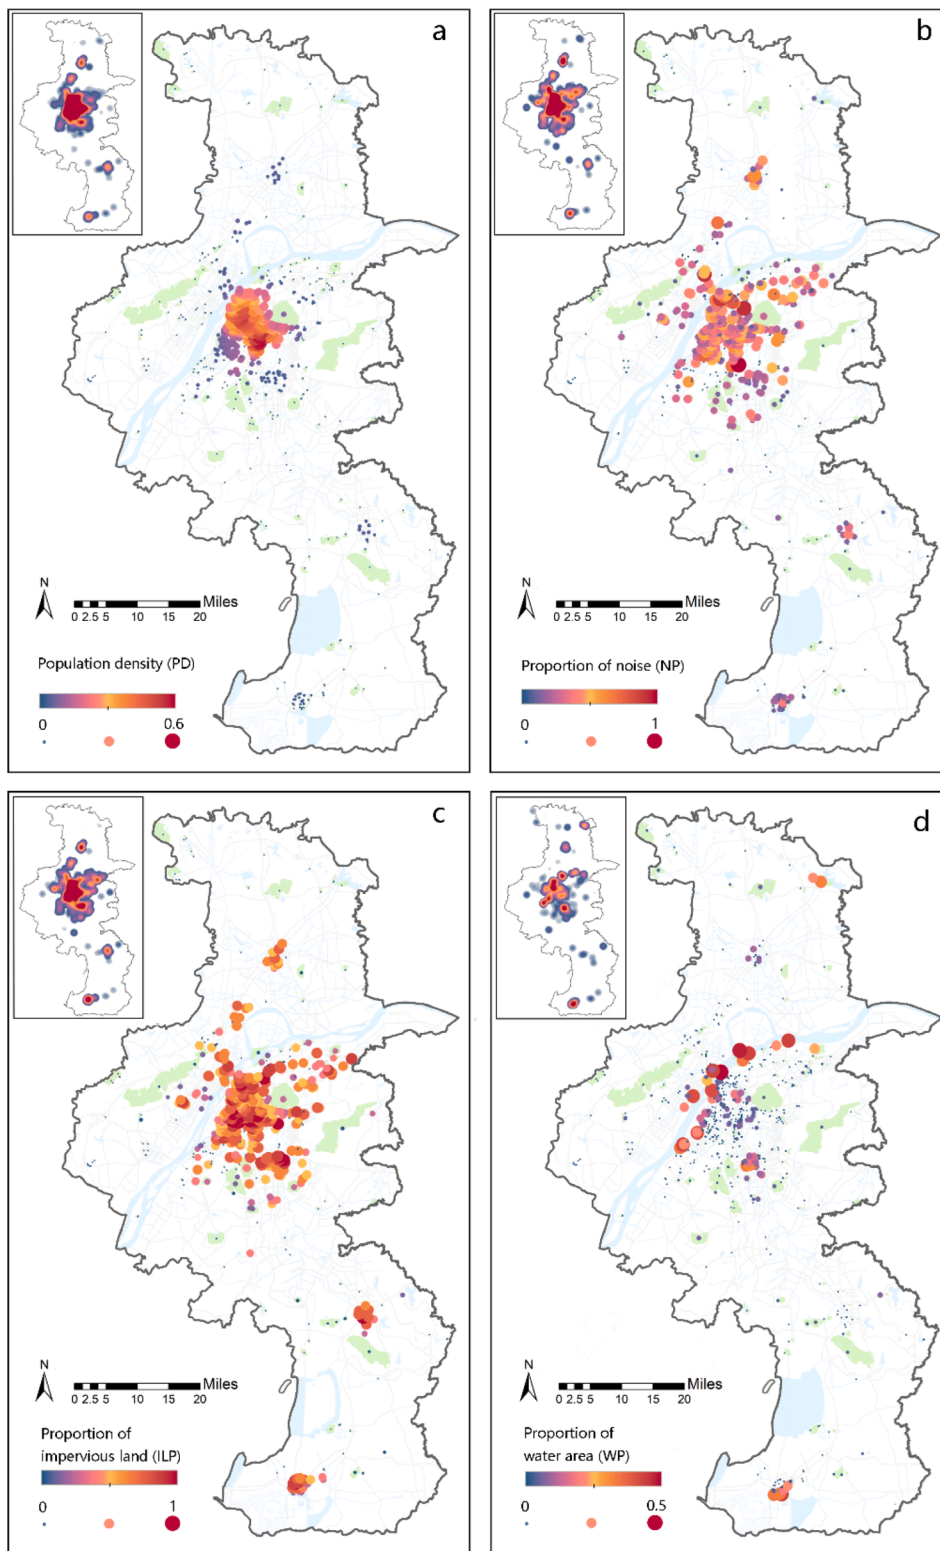 a
N
Miles
0 2.5 5 10 15 20
Population density (PD)
0 0.6
b
N
Miles
0 2.5 5 10 15 20
Proportion of noise (NP)
0 1
c
N
Miles
0 2.5 5 10 15 20
Proportion of
impervious land (ILP)
0 1
d
N
Miles
0 2.5 5 10 15 20
Proportion of
water area (WP)
0 0.5